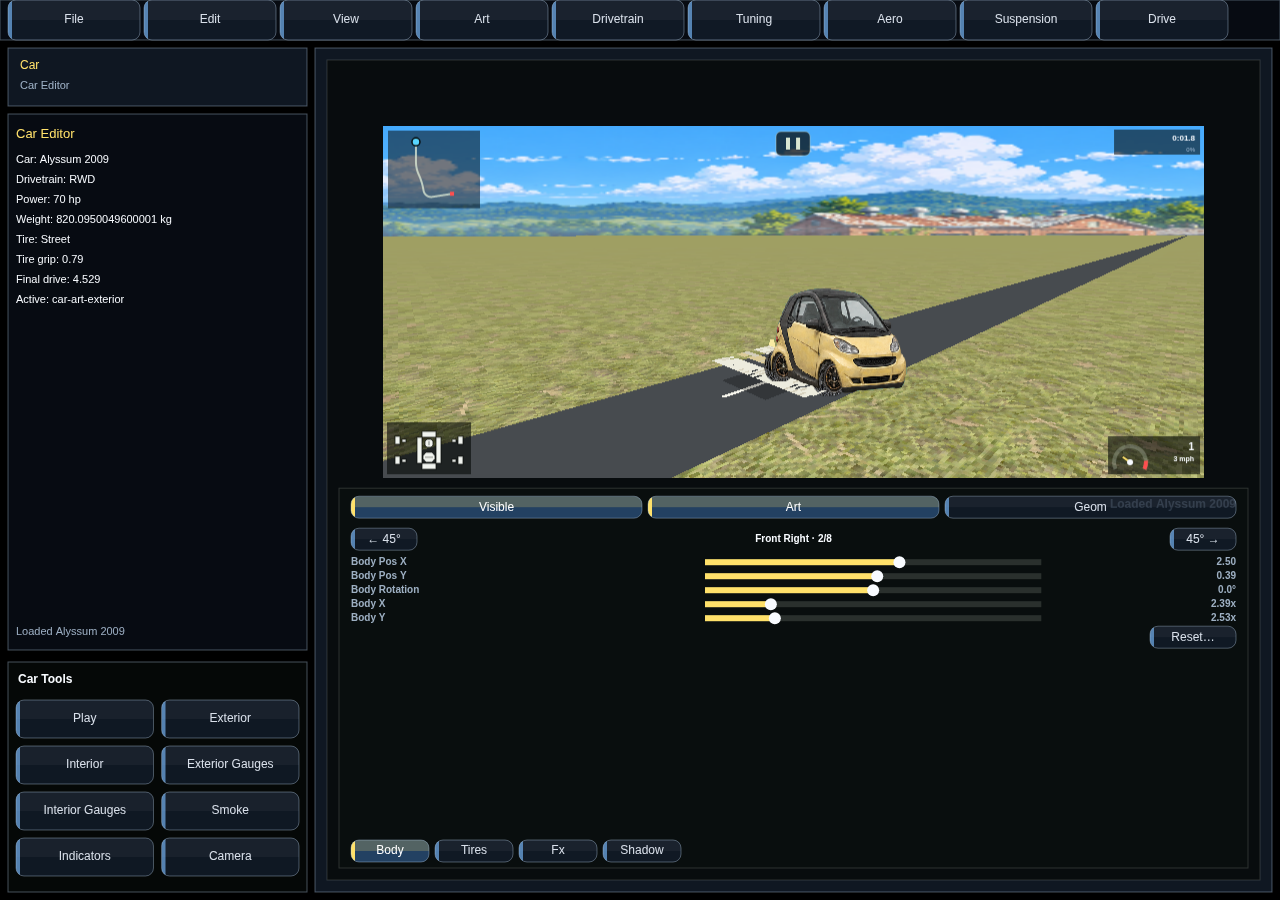 File
Edit
View
Art
Drivetrain
Tuning
Aero
Suspension
Drive
Car
Car Editor
Car Editor
Car: Alyssum 2009
Drivetrain: RWD
Power: 70 hp
Weight: 820.0950049600001 kg
Tire: Street
Tire grip: 0.79
Final drive: 4.529
Active: car-art-exterior
Loaded Alyssum 2009
Car Tools
Play
Exterior
Interior
Exterior Gauges
Interior Gauges
Smoke
Indicators
Camera
0:01.8
0%
1
3 mph
Visible
Art
Geom
Loaded Alyssum 2009
← 45°
Front Right · 2/8
45° →
Body Pos X 2.50
Body Pos Y 0.39
Body Rotation 0.0°
Body X 2.39x
Body Y 2.53x
Reset…
Body
Tires
Fx
Shadow